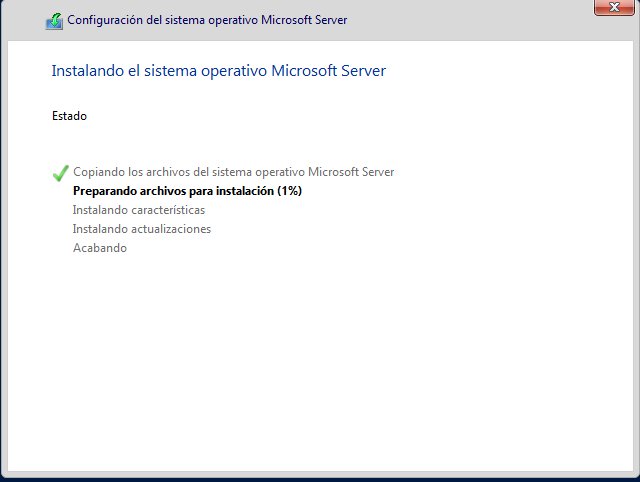 Configuración del sistema operativo Microsoft Server
Instalando el sistema operativo Microsoft Server
Estado
Copiando los archivos del sistema operativo Microsoft Server
Preparando archivos para instalación (1%)
Instalando características
Instalando actualizaciones
Acabando